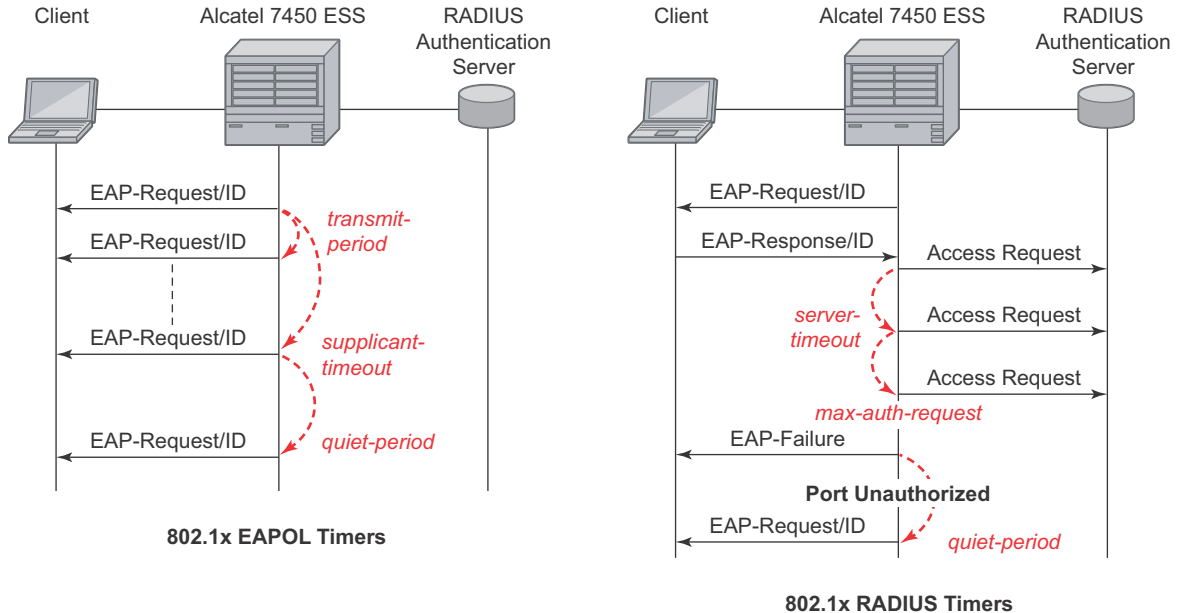 Client
Alcatel 7450 ESS
RADIUS
Authentication
Server
EAP-Request/ID
transmit-
period
EAP-Request/ID
EAP-Request/ID
supplicant-
timeout
EAP-Request/ID
quiet-period
802.1x EAPOL Timers
Client
Alcatel 7450 ESS
RADIUS
Authentication
Server
EAP-Request/ID
EAP-Response/ID
Access Request
server-
timeout
Access Request
Access Request
max-auth-request
EAP-Failure
Port Unauthorized
EAP-Request/ID
quiet-period
802.1x RADIUS Timers